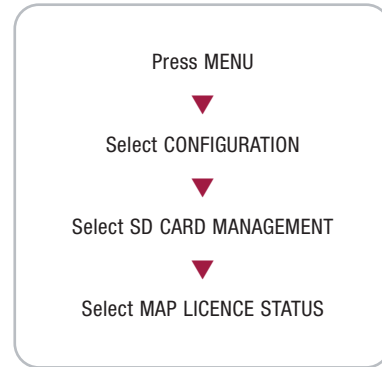 Press MENU
Select CONFIGURATION
Select SD CARD MANAGEMENT
Select MAP LICENCE STATUS